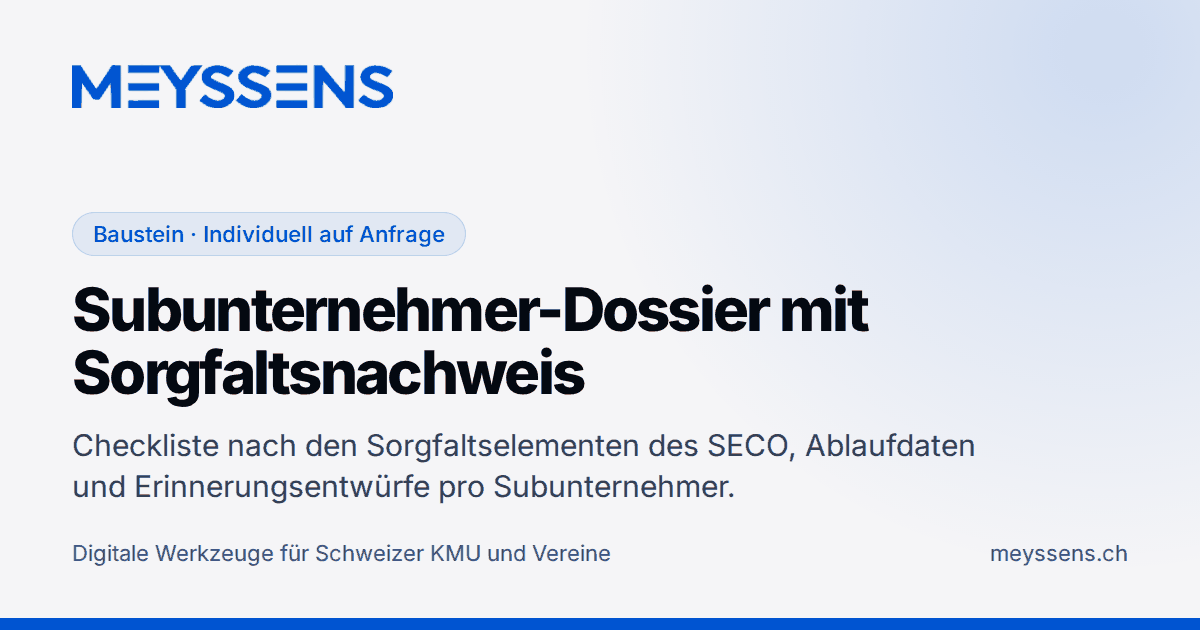 MEYSSENS
Baustein · Individuell auf Anfrage
Subunternehmer-Dossier mit
Sorgfaltsnachweis
Checkliste nach den Sorgfaltselementen des SECO, Ablaufdaten
und Erinnerungsentwürfe pro Subunternehmer.
Digitale Werkzeuge für Schweizer KMU und Vereine
meyssens.ch